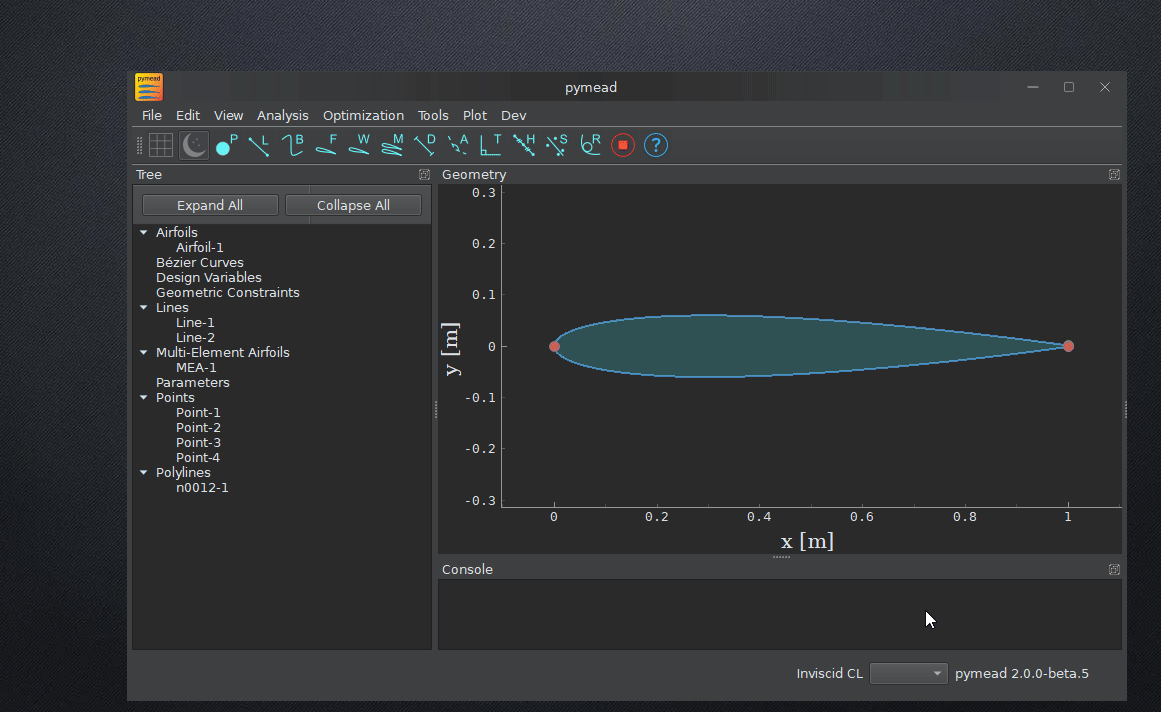 pymead
pymead
File Edit View Analysis Optimization Tools Plot Dev
P L B F W M D A T H S R ?
Tree
Geometry
Expand All Collapse All
Airfoils
Airfoil-1
Bézier Curves
Design Variables
Geometric Constraints
Lines
Line-1
Line-2
Multi-Element Airfoils
MEA-1
Parameters
Points
Point-1
Point-2
Point-3
Point-4
Polylines
n0012-1
0.3
0.2
0.1
0
-0.1
-0.2
-0.3
y [m]
0 0.2 0.4 0.6 0.8 1
x [m]
Console
Inviscid CL pymead 2.0.0-beta.5